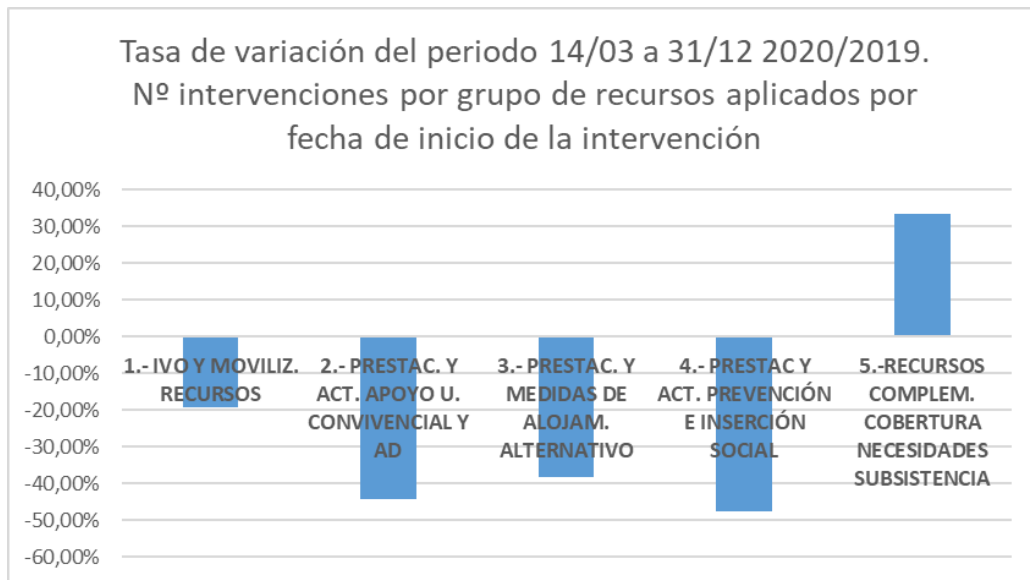 Tasa de variación del periodo 14/03 a 31/12 2020/2019.
Nº intervenciones por grupo de recursos aplicados por
fecha de inicio de la intervención
40,00%
30,00%
20,00%
10,00%
0,00%
-10,00%
-20,00%
-30,00%
-40,00%
-50,00%
-60,00%
1.- IVO Y MOVILIZ.
RECURSOS
2.- PRESTAC. Y
ACT. APOYO U.
CONVIVENCIAL Y
AD
3.- PRESTAC. Y
MEDIDAS DE
ALOJAM.
ALTERNATIVO
4.- PRESTAC Y
ACT. PREVENCIÓN
E INSERCIÓN
SOCIAL
5.-RECURSOS
COMPLEM.
COBERTURA
NECESIDADES
SUBSISTENCIA